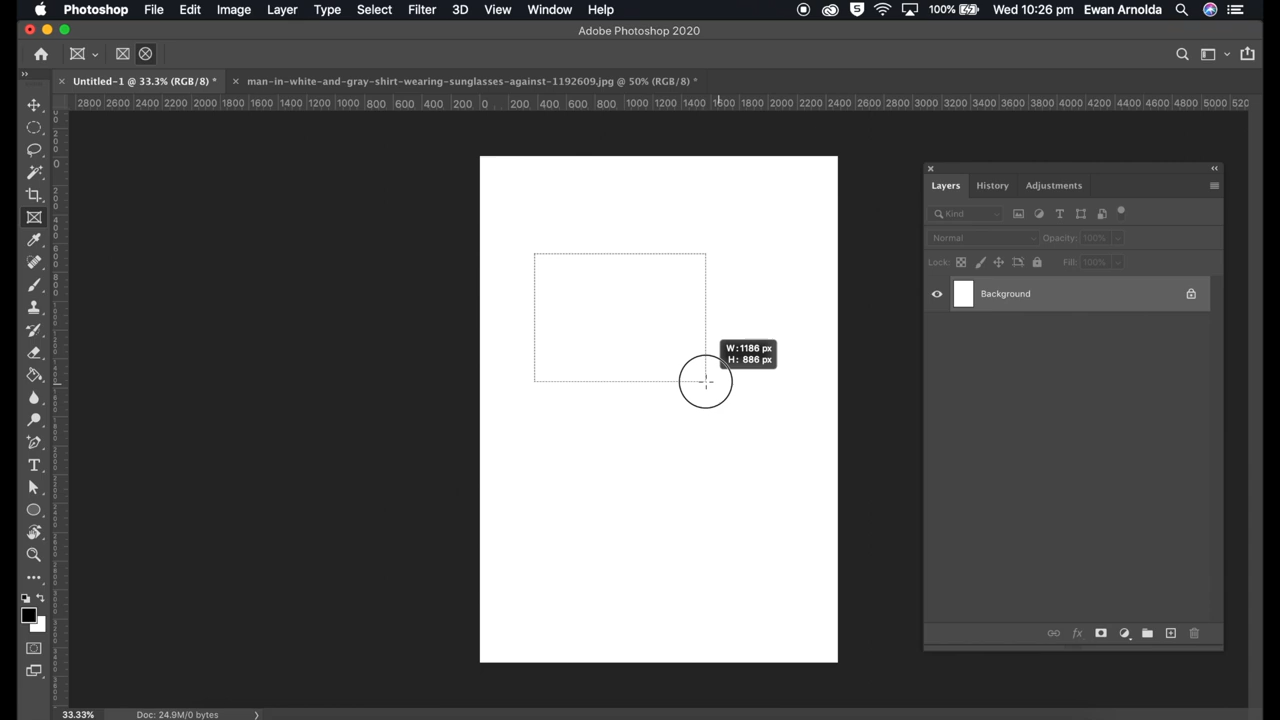 Photoshop File Edit Image Layer Type Select Filter 3D View Window Help 100% Wed 10:26 pm Ewan Arnolda
Adobe Photoshop 2020
Untitled-1 @ 33.3% (RGB/8) * man-in-white-and-gray-shirt-wearing-sunglasses-against-1192609.jpg @ 50% (RGB/8) *
2800 2600 2400 2200 2000 1800 1600 1400 1200 1000 800 600 400 200 0 200 400 600 800 1000 1200 1400 1600 1800 2000 2200 2400 2600 2800 3000 3200 3400 3600 3800 4000 4200 4400 4600 4800 5000 520
Layers History Adjustments
Kind
Normal Opacity: 100%
Lock: Fill: 100%
Background
W: 1186 px
H: 886 px
fx
33.33% Doc: 24.9M/0 bytes